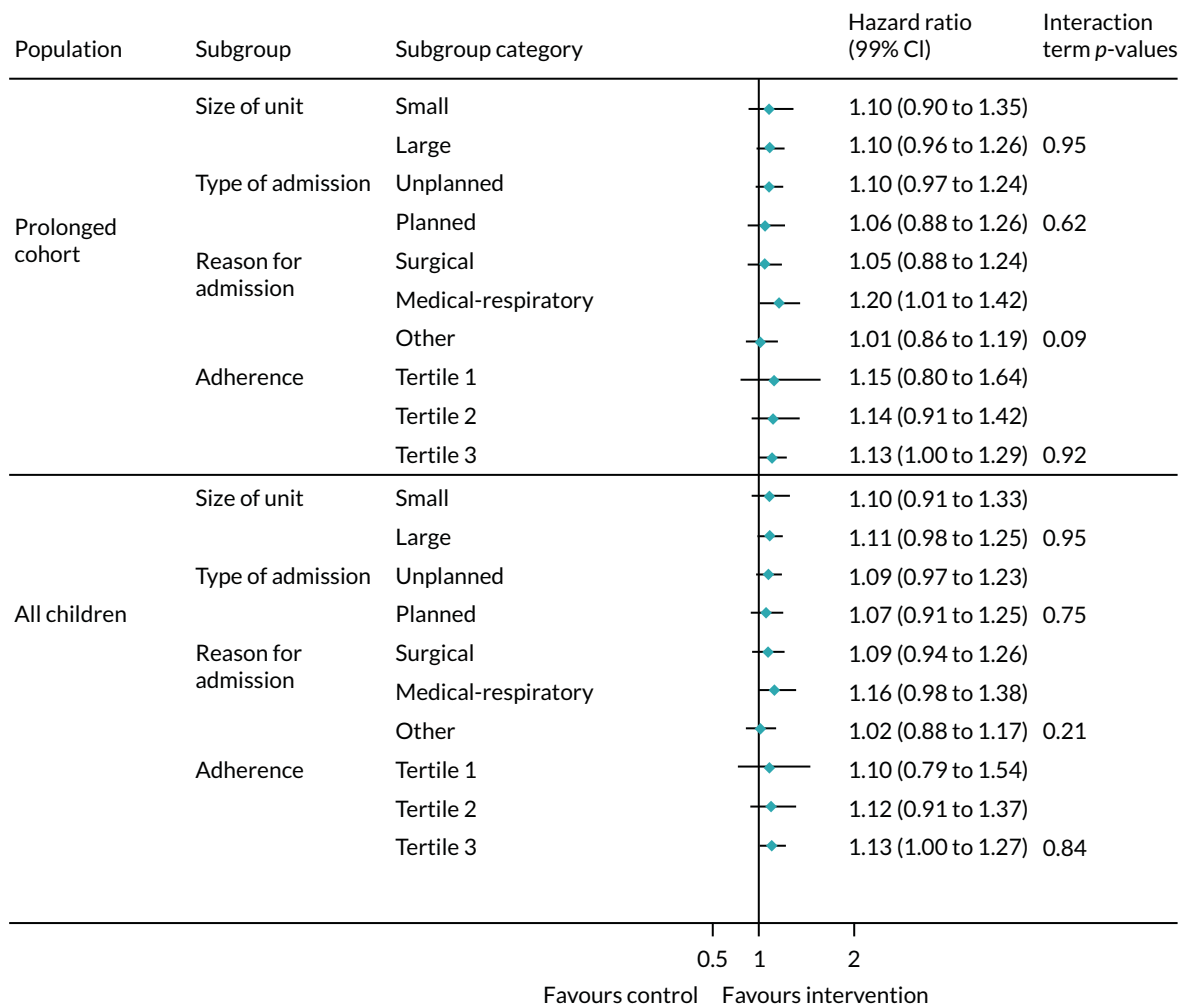 Hazard ratio Interaction
Population Subgroup Subgroup category (99% CI) term p-values
Size of unit Small 1.10 (0.90 to 1.35)
Large 1.10 (0.96 to 1.26) 0.95
Type of admission Unplanned 1.10 (0.97 to 1.24)
Prolonged
cohort
Planned 1.06 (0.88 to 1.26) 0.62
Reason for
admission
Surgical 1.05 (0.88 to 1.24)
Medical-respiratory 1.20 (1.01 to 1.42)
Other 1.01 (0.86 to 1.19) 0.09
Adherence Tertile 1 1.15 (0.80 to 1.64)
Tertile 2 1.14 (0.91 to 1.42)
Tertile 3 1.13 (1.00 to 1.29) 0.92
Size of unit Small 1.10 (0.91 to 1.33)
Large 1.11 (0.98 to 1.25) 0.95
Type of admission Unplanned 1.09 (0.97 to 1.23)
All children Planned 1.07 (0.91 to 1.25) 0.75
Reason for
admission
Surgical 1.09 (0.94 to 1.26)
Medical-respiratory 1.16 (0.98 to 1.38)
Other 1.02 (0.88 to 1.17) 0.21
Adherence Tertile 1 1.10 (0.79 to 1.54)
Tertile 2 1.12 (0.91 to 1.37)
Tertile 3 1.13 (1.00 to 1.27) 0.84
0.5 1 2
Favours control Favours intervention